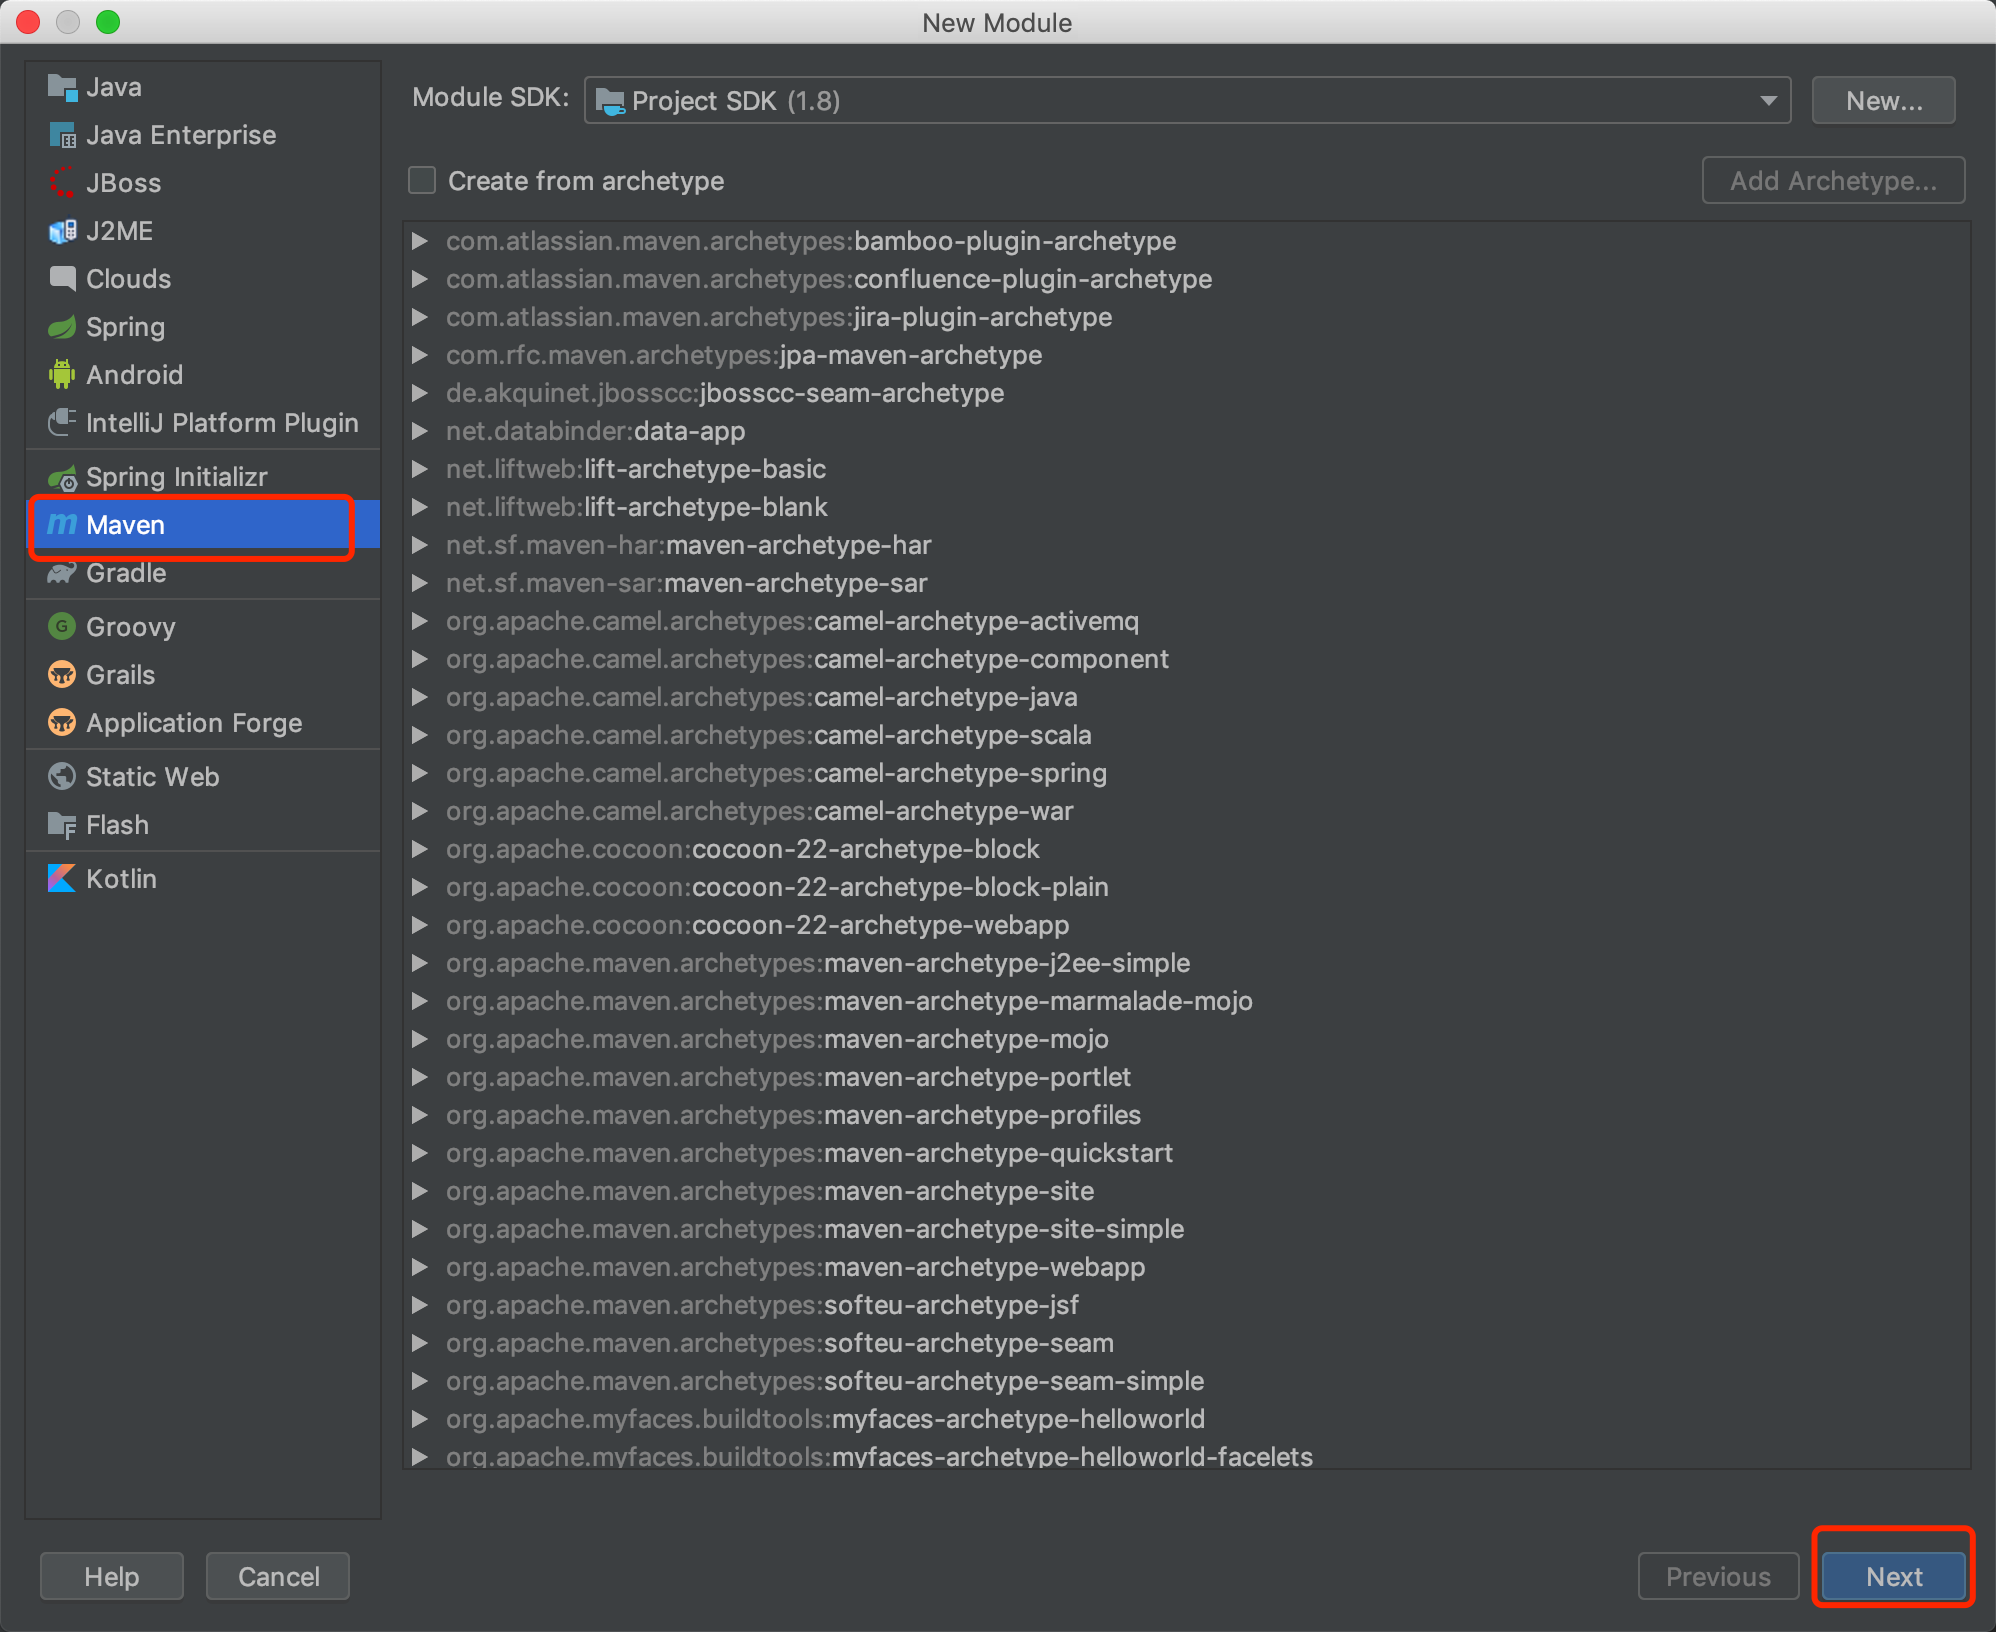 New Module
Java
Java Enterprise
JBoss
J2ME
Clouds
Spring
Android
IntelliJ Platform Plugin
Spring Initializr
Maven
Gradle
Groovy
Grails
Application Forge
Static Web
Flash
Kotlin
Module SDK: Project SDK (1.8) New...
Create from archetype Add Archetype...
com.atlassian.maven.archetypes:bamboo-plugin-archetype
com.atlassian.maven.archetypes:confluence-plugin-archetype
com.atlassian.maven.archetypes:jira-plugin-archetype
com.rfc.maven.archetypes:jpa-maven-archetype
de.akquinet.jbosscc:jbosscc-seam-archetype
net.databinder:data-app
net.liftweb:lift-archetype-basic
net.liftweb:lift-archetype-blank
net.sf.maven-har:maven-archetype-har
net.sf.maven-sar:maven-archetype-sar
org.apache.camel.archetypes:camel-archetype-activemq
org.apache.camel.archetypes:camel-archetype-component
org.apache.camel.archetypes:camel-archetype-java
org.apache.camel.archetypes:camel-archetype-scala
org.apache.camel.archetypes:camel-archetype-spring
org.apache.camel.archetypes:camel-archetype-war
org.apache.cocoon:cocoon-22-archetype-block
org.apache.cocoon:cocoon-22-archetype-block-plain
org.apache.cocoon:cocoon-22-archetype-webapp
org.apache.maven.archetypes:maven-archetype-j2ee-simple
org.apache.maven.archetypes:maven-archetype-marmalade-mojo
org.apache.maven.archetypes:maven-archetype-mojo
org.apache.maven.archetypes:maven-archetype-portlet
org.apache.maven.archetypes:maven-archetype-profiles
org.apache.maven.archetypes:maven-archetype-quickstart
org.apache.maven.archetypes:maven-archetype-site
org.apache.maven.archetypes:maven-archetype-site-simple
org.apache.maven.archetypes:maven-archetype-webapp
org.apache.maven.archetypes:softeu-archetype-jsf
org.apache.maven.archetypes:softeu-archetype-seam
org.apache.maven.archetypes:softeu-archetype-seam-simple
org.apache.myfaces.buildtools:myfaces-archetype-helloworld
org.apache.myfaces.buildtools:myfaces-archetype-helloworld-facelets
Help Cancel Previous Next